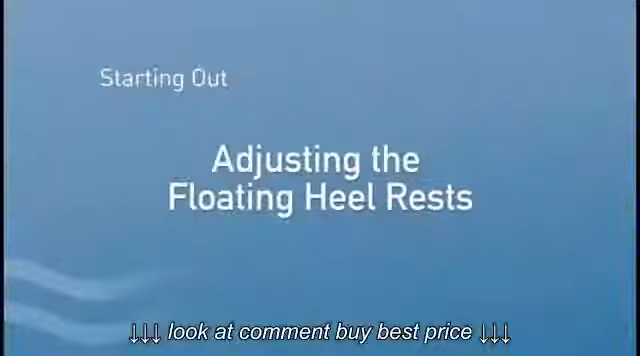 Starting Out
Adjusting the
Floating Heel Rests
↓↓↓ look at comment buy best price ↓↓↓